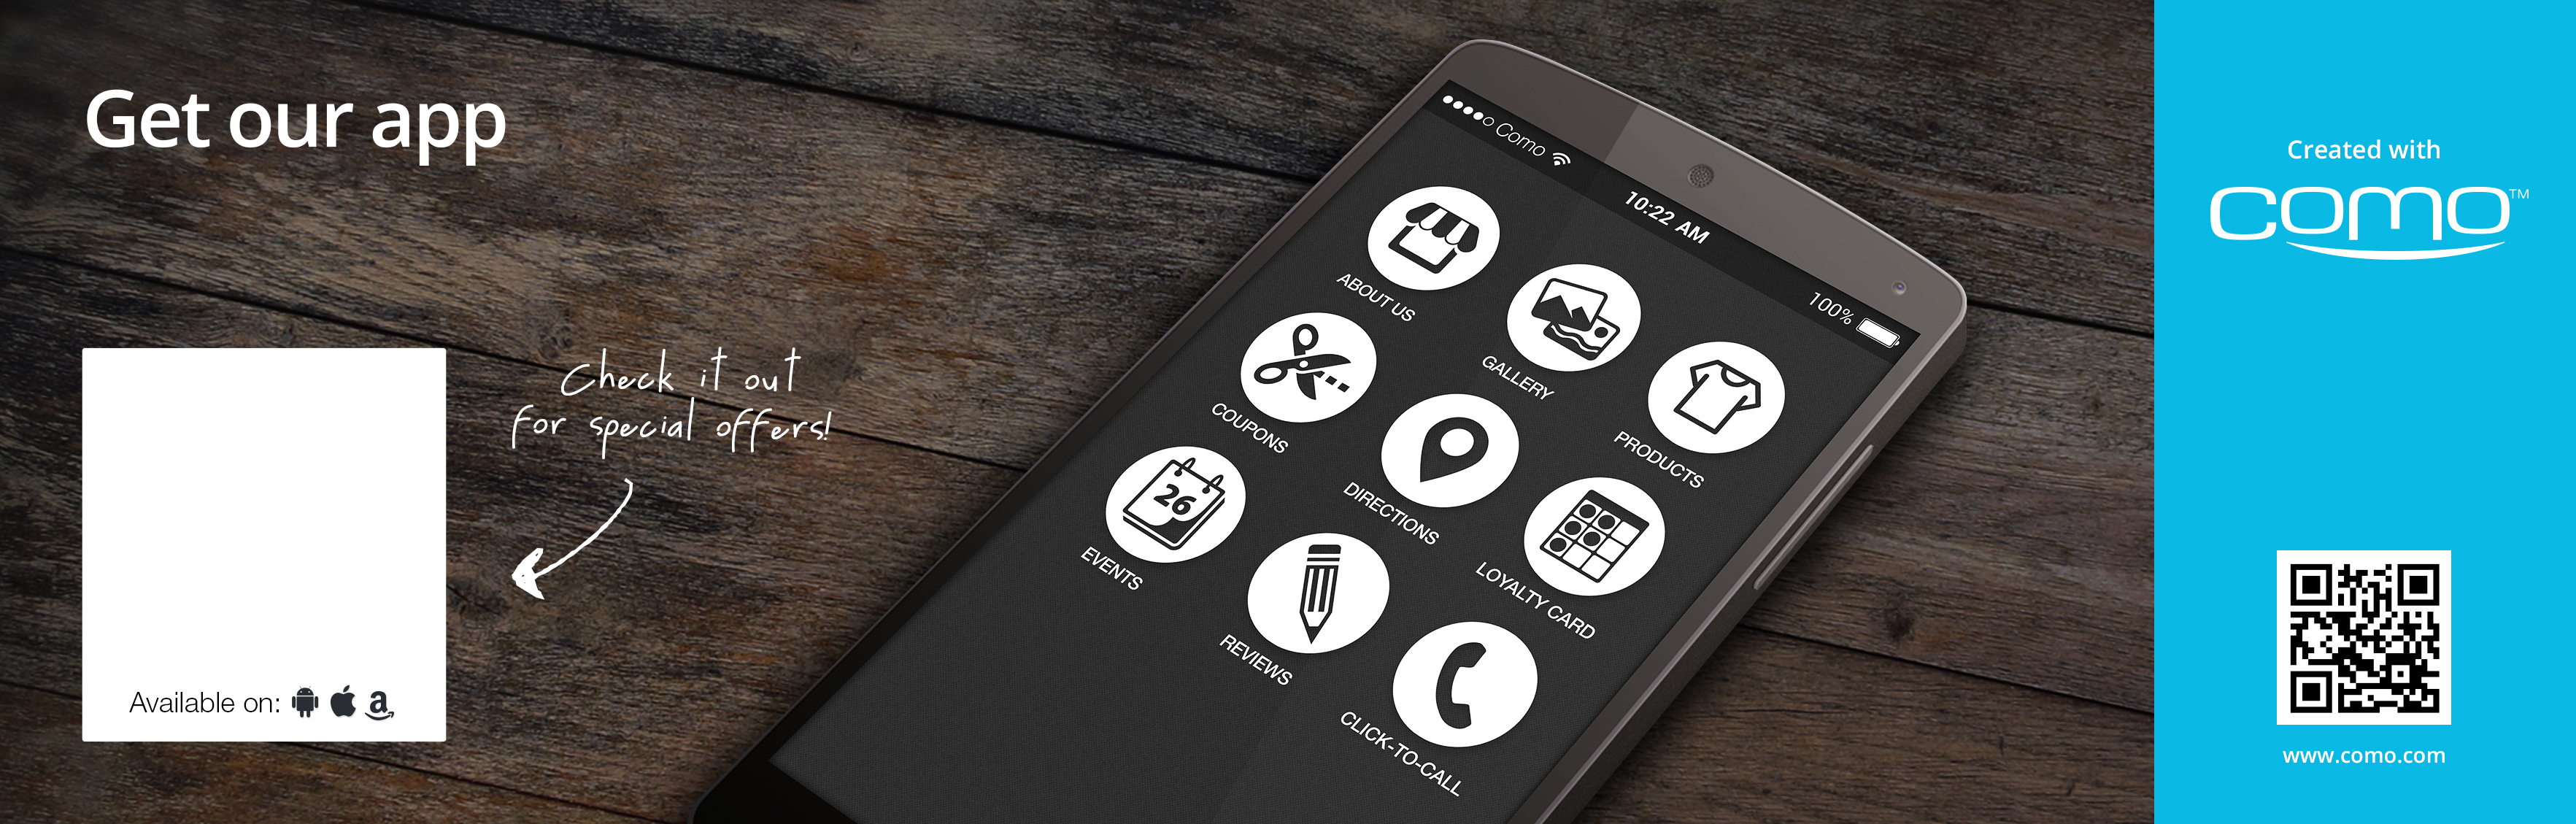 Get our app
Check it out
for special offers!
Available on:
Como
10:22 AM
100%
ABOUT US
GALLERY
PRODUCTS
COUPONS
DIRECTIONS
LOYALTY CARD
26
EVENTS
REVIEWS
CLICK-TO-CALL
Created with
como™
www.como.com